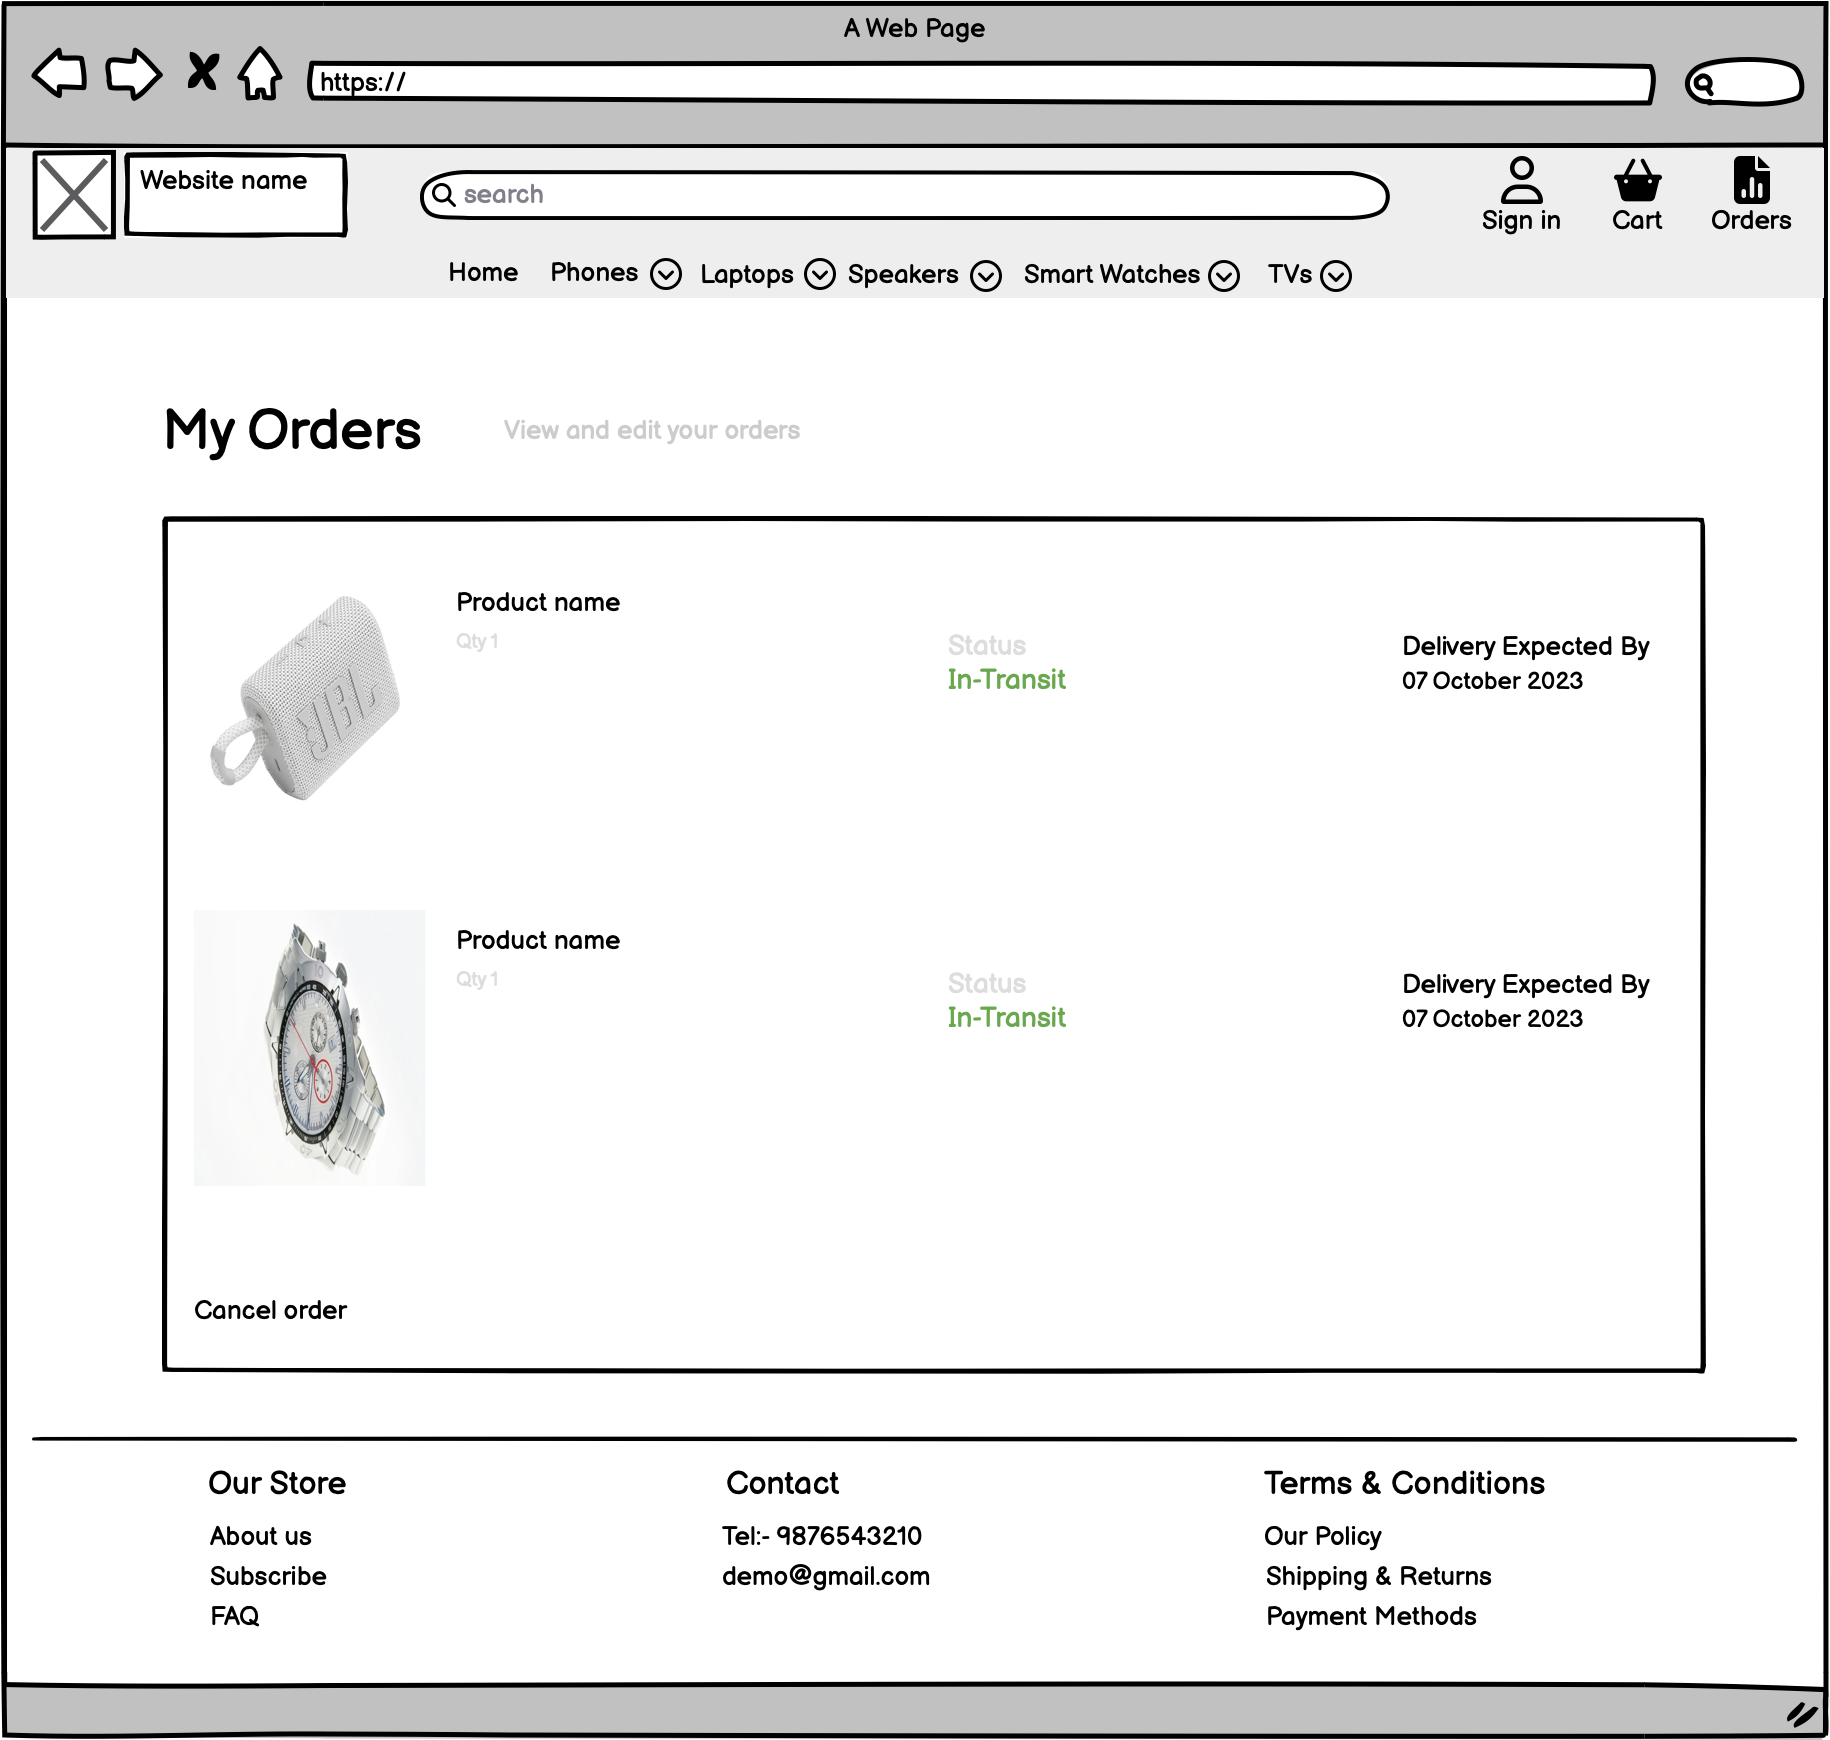 A Web Page
https://
Website name
search
Sign in
Cart
Orders
Home
Phones
Laptops
Speakers
Smart Watches
TVs
My Orders
View and edit your orders
Product name
Qty 1
Status
In-Transit
Delivery Expected By
07 October 2023
JBL
Product name
Qty 1
Status
In-Transit
Delivery Expected By
07 October 2023
Cancel order
Our Store
About us
Subscribe
FAQ
Contact
Tel:- 9876543210
demo@gmail.com
Terms & Conditions
Our Policy
Shipping & Returns
Payment Methods